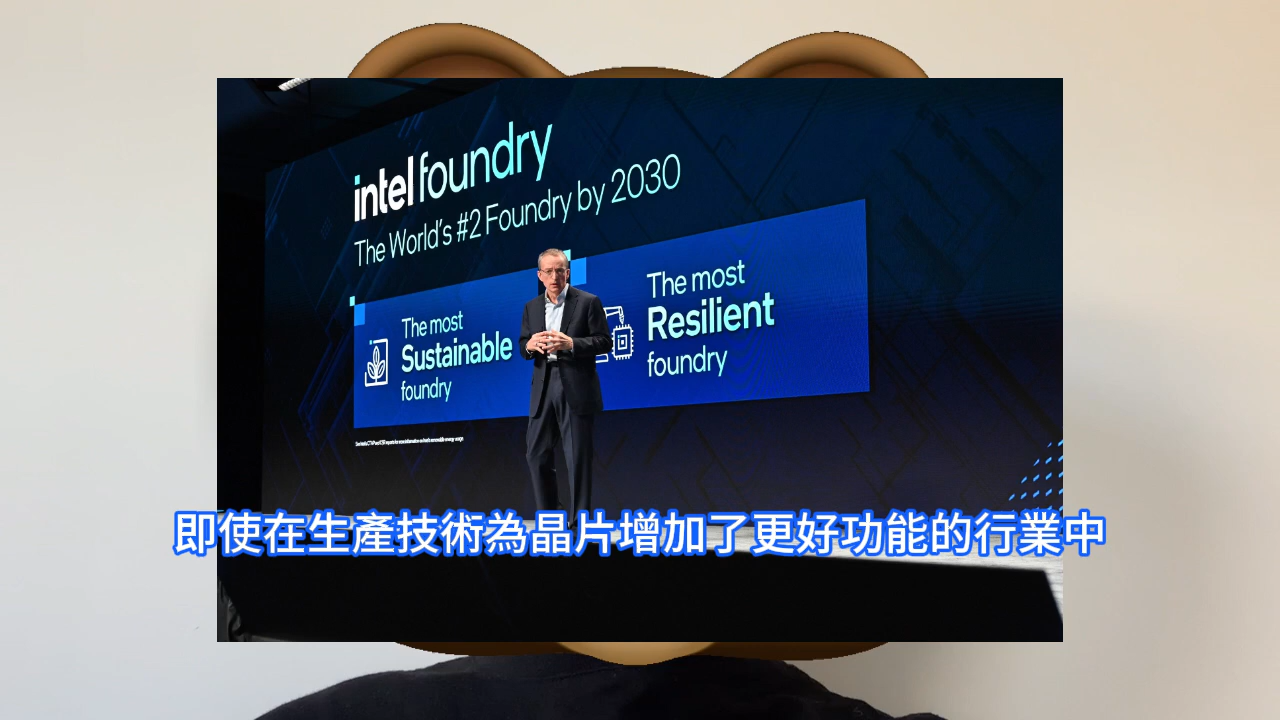 intel foundry
The World's #2 Foundry by 2030
The most
Sustainable
foundry
The most
Resilient
foundry
即使在生產技術為晶片增加了更好功能的行業中